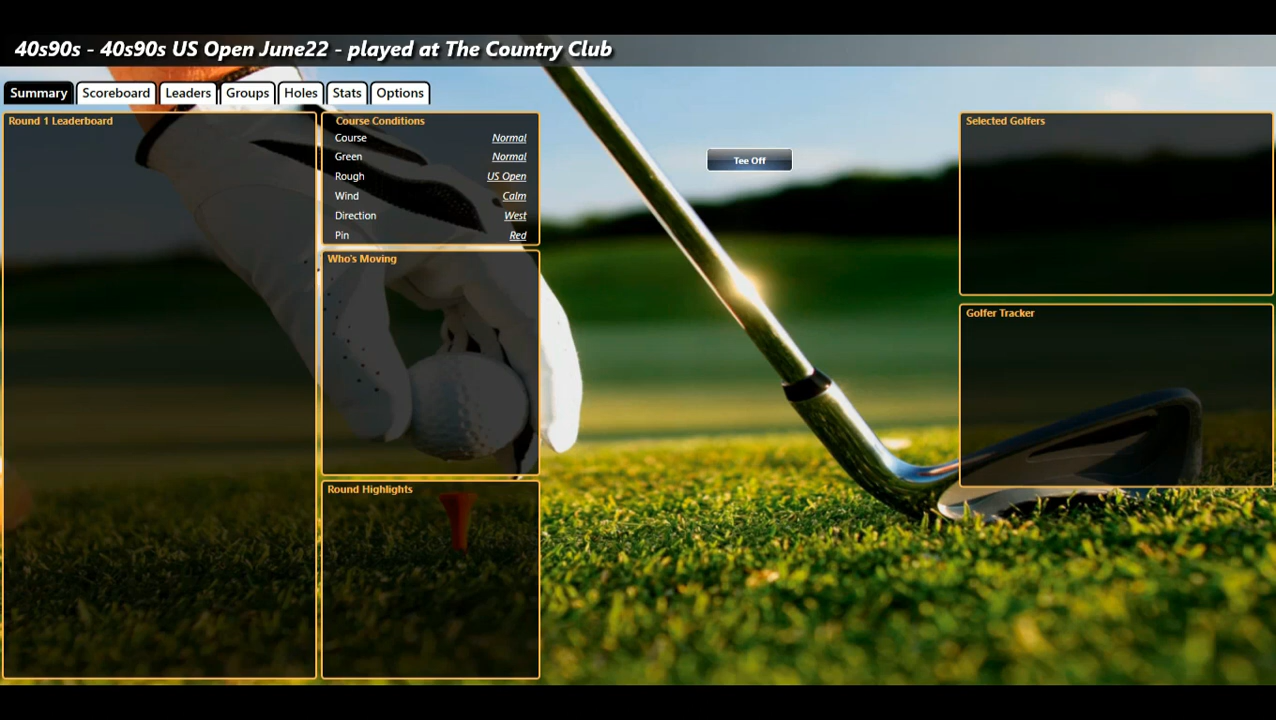 40s90s - 40s90s US Open June22 - played at The Country Club
Summary Scoreboard Leaders Groups Holes Stats Options
Round 1 Leaderboard
Course Conditions
Course Normal
Green Normal
Rough US Open
Wind Calm
Direction West
Pin Red
Who's Moving
Round Highlights
Tee Off
Selected Golfers
Golfer Tracker